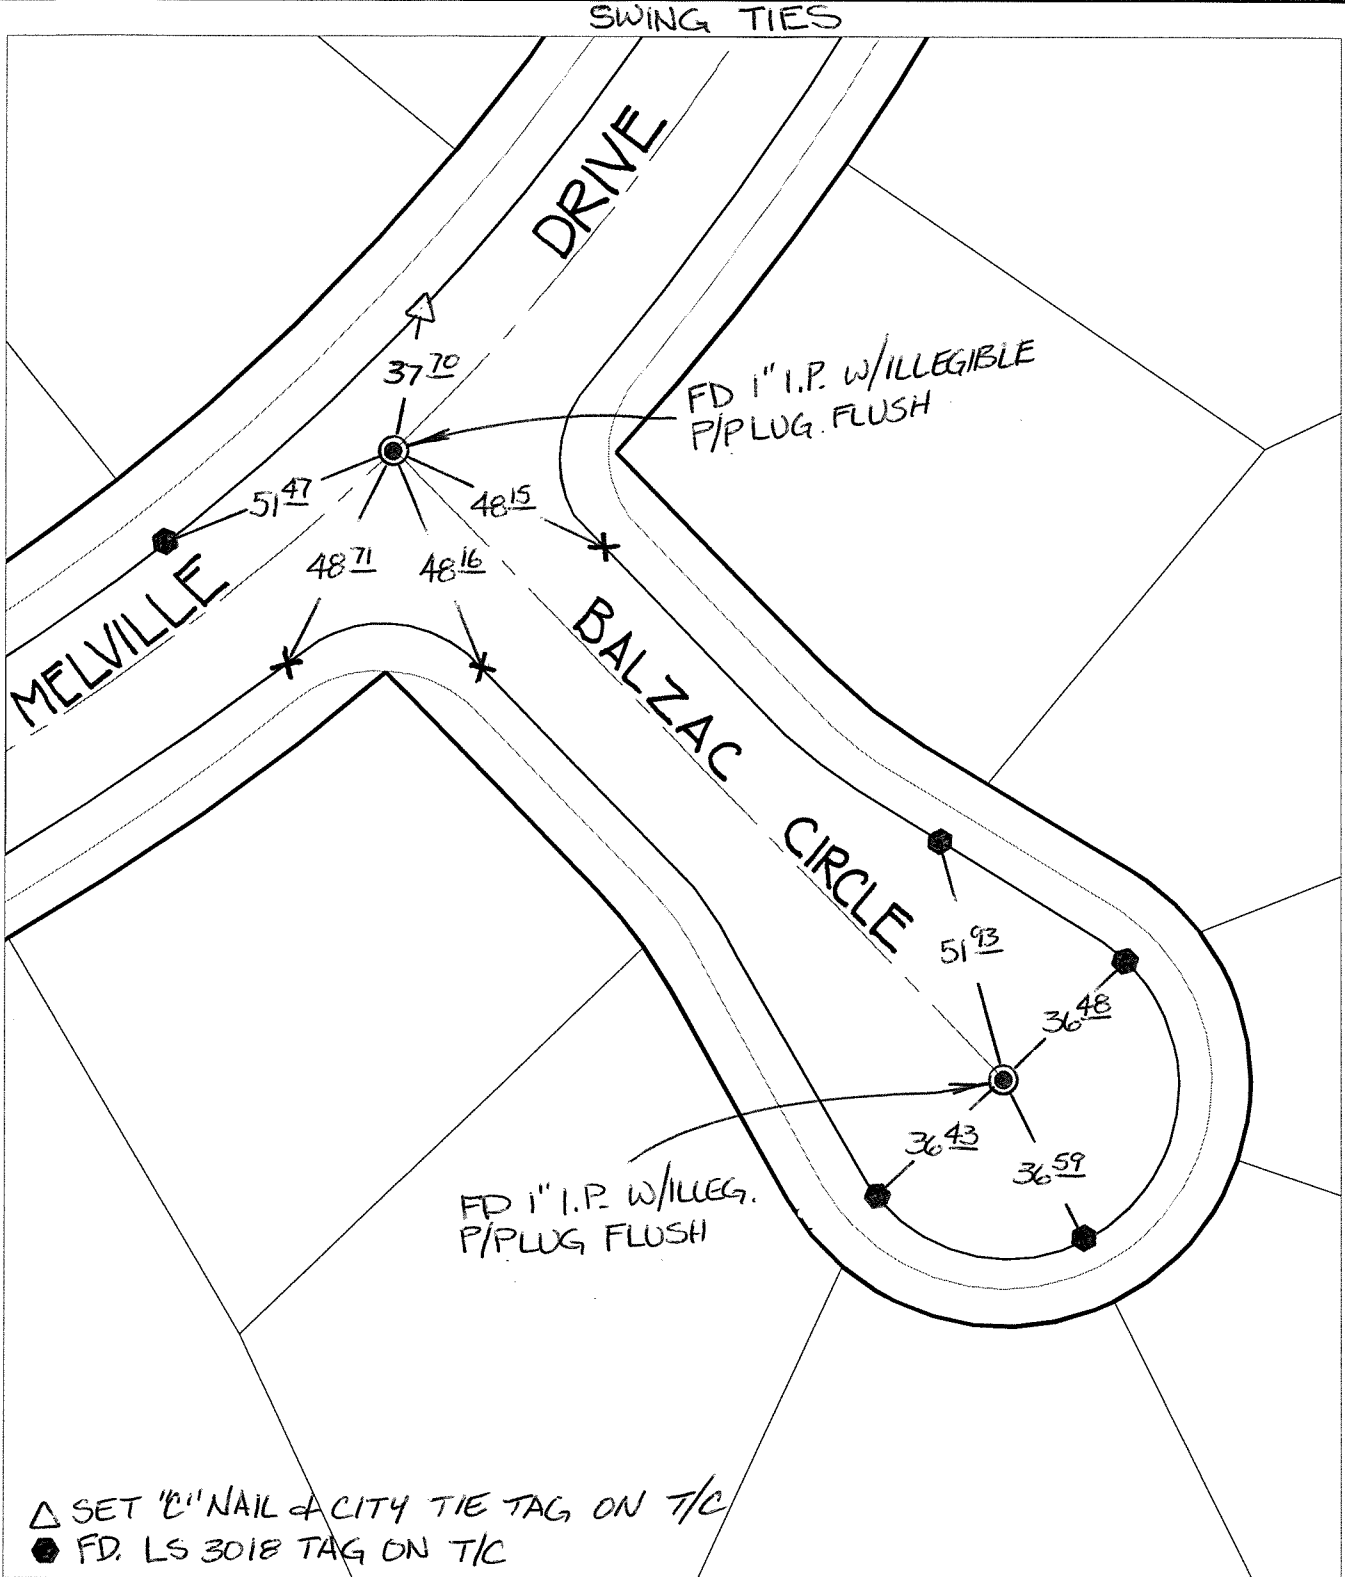 SWING TIES
DRIVE
37 70
FD 1" I.P. W/ILLEGIBLE
P/PLUG. FLUSH
51 47
48 15
48 71
48 16
MELVILLE
BALZAC
CIRCLE
51 93
36 48
36 43
36 59
FD 1" I.P. W/ILLEG.
P/PLUG FLUSH
SET "C" NAIL & CITY TIE TAG ON T/C
FD. LS 3018 TAG ON T/C